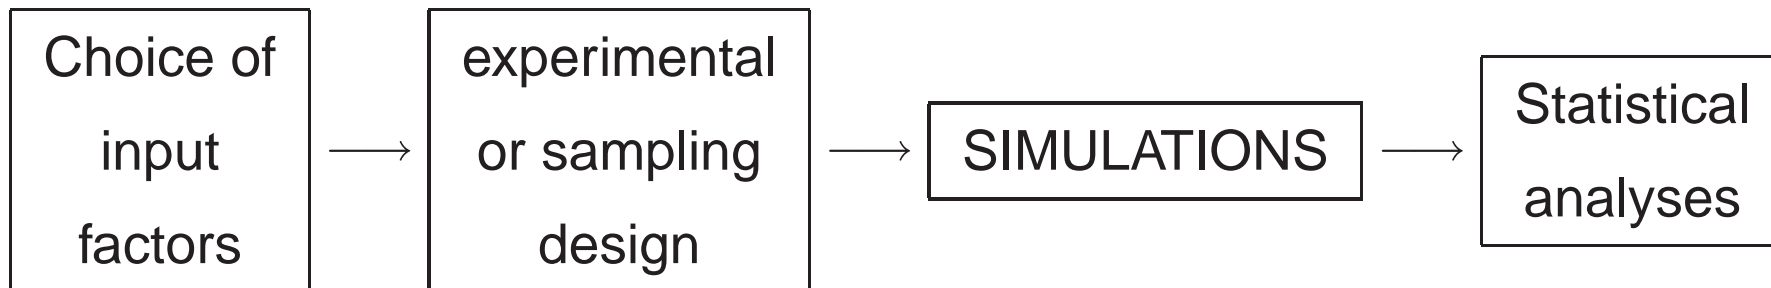 Choice of
input
factors
experimental
or sampling
design
SIMULATIONS
Statistical
analyses